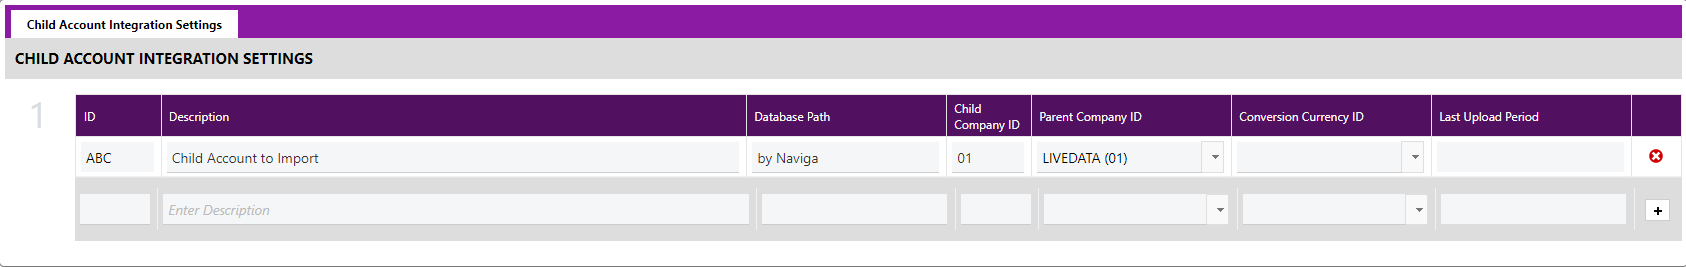 Child Account Integration Settings
CHILD ACCOUNT INTEGRATION SETTINGS
1
ID Description Database Path Child Company ID Parent Company ID Conversion Currency ID Last Upload Period
ABC Child Account to Import by Naviga 01 LIVEDATA (01)
Enter Description